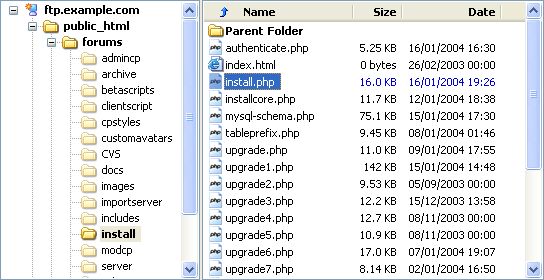 ftp.example.com
public_html
forums
admincp
archive
betascripts
clientscript
cpstyles
customavatars
CVS
docs
images
importserver
includes
install
modcp
server
Name Size Date
Parent Folder
authenticate.php 5.25 KB 16/01/2004 16:30
index.html 0 bytes 26/02/2003 00:00
install.php 16.0 KB 16/01/2004 19:26
installcore.php 11.7 KB 12/01/2004 18:38
mysql-schema.php 75.1 KB 15/01/2004 17:30
tableprefix.php 9.45 KB 08/01/2004 01:46
upgrade.php 11.0 KB 09/01/2004 17:55
upgrade1.php 142 KB 15/01/2004 14:48
upgrade2.php 9.53 KB 05/09/2003 00:00
upgrade3.php 12.2 KB 15/12/2003 13:58
upgrade4.php 12.7 KB 08/11/2003 00:00
upgrade5.php 10.9 KB 08/11/2003 00:00
upgrade6.php 17.0 KB 06/01/2004 19:07
upgrade7.php 8.14 KB 02/01/2004 16:50